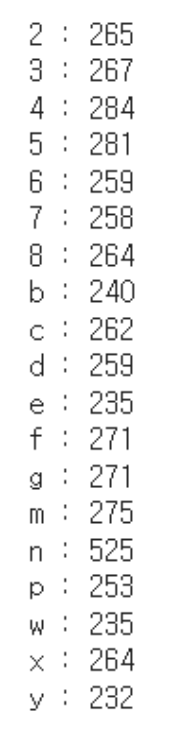 2 : 265
3 : 267
4 : 284
5 : 281
6 : 259
7 : 258
8 : 264
b : 240
c : 262
d : 259
e : 235
f : 271
g : 271
m : 275
n : 525
p : 253
w : 235
x : 264
y : 232